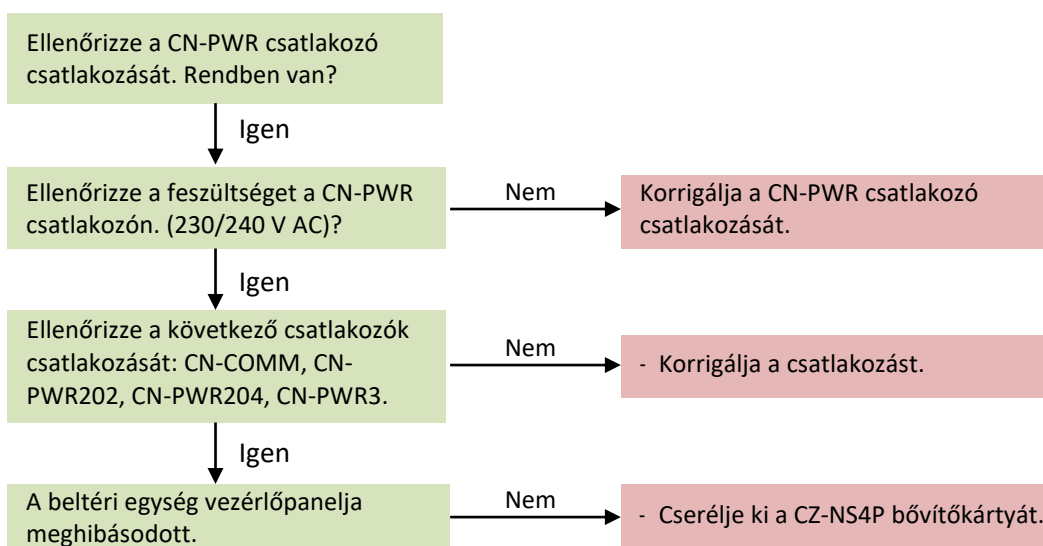 Ellenőrizze a CN-PWR csatlakozó
csatlakozását. Rendben van?
Igen
Ellenőrizze a feszültséget a CN-PWR
csatlakozón. (230/240 V AC)?
Nem
Korrigálja a CN-PWR csatlakozó
csatlakozását.
Igen
Ellenőrizze a következő csatlakozók
csatlakozását: CN-COMM, CN-
PWR202, CN-PWR204, CN-PWR3.
Nem
- Korrigálja a csatlakozást.
Igen
A beltéri egység vezérlőpanelja
meghibásodott.
Nem
- Cserélje ki a CZ-NS4P bővítőkártyát.